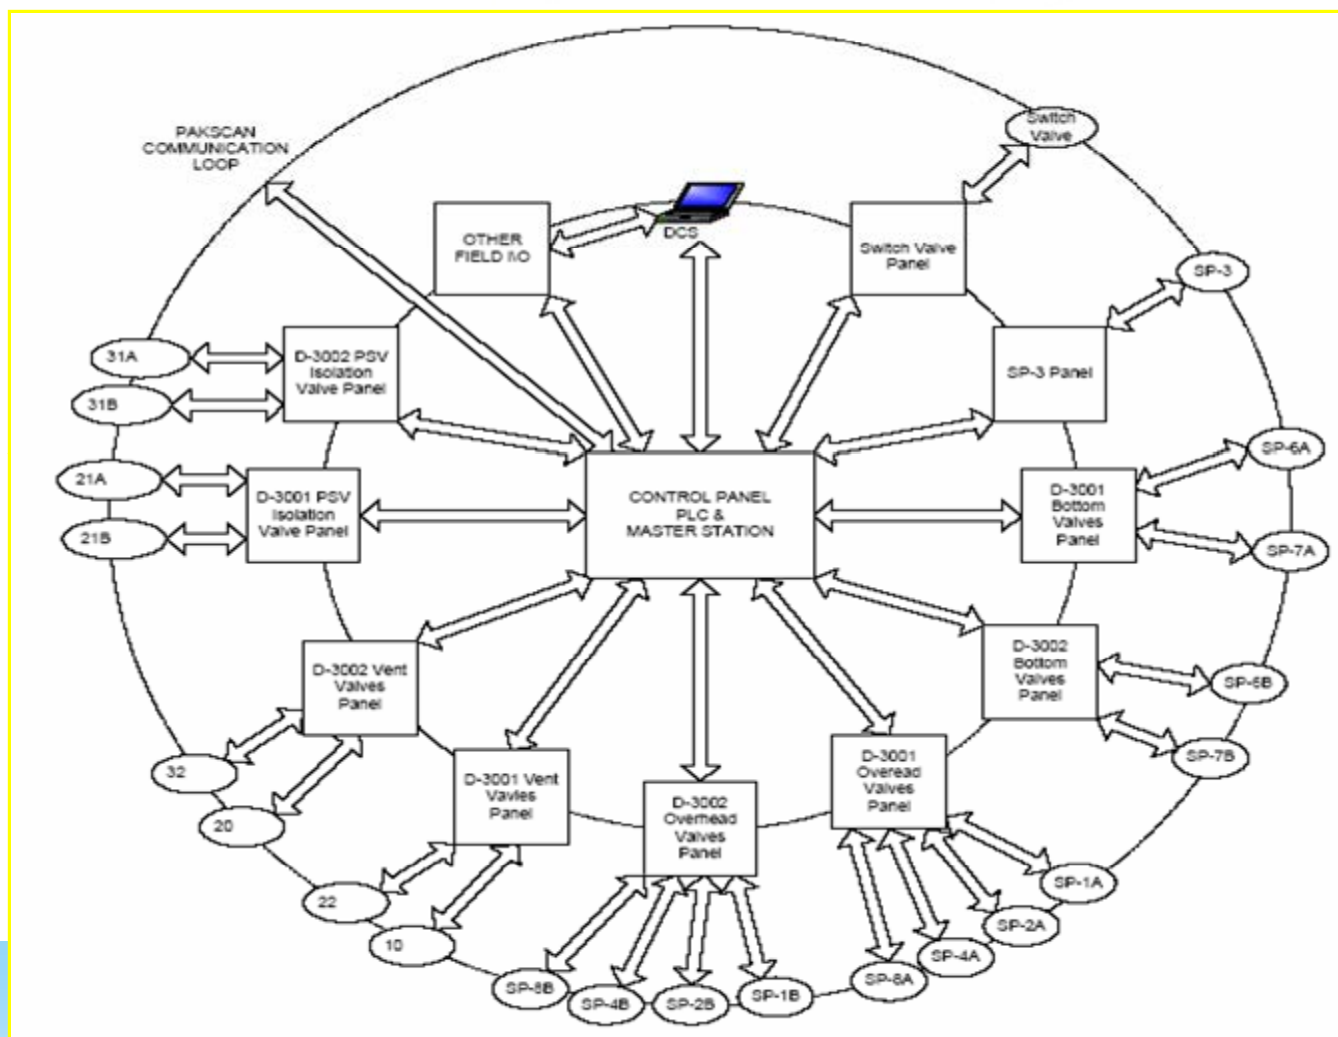 PAKSCAN
COMMUNICATION
LOOP
Switch
Valve
OTHER
FIELD I/O
DCS
Switch Valve
Panel
SP-3
31A
31B
D-3002 PSV
Isolation
Valve Panel
SP-3 Panel
21A
21B
D-3001 PSV
Isolation
Valve Panel
CONTROL PANEL
PLC &
MASTER STATION
D-3001
Bottom
Valves
Panel
SP-6A
SP-7A
D-3002 Vent
Valves
Panel
D-3002
Bottom
Valves
Panel
SP-6B
SP-7B
32
20
D-3001 Vent
Vavles
Panel
D-3002
Overhead
Valves
Panel
D-3001
Overead
Valves
Panel
22
10
SP-8B
SP-4B
SP-2B
SP-1B
SP-8A
SP-4A
SP-2A
SP-1A